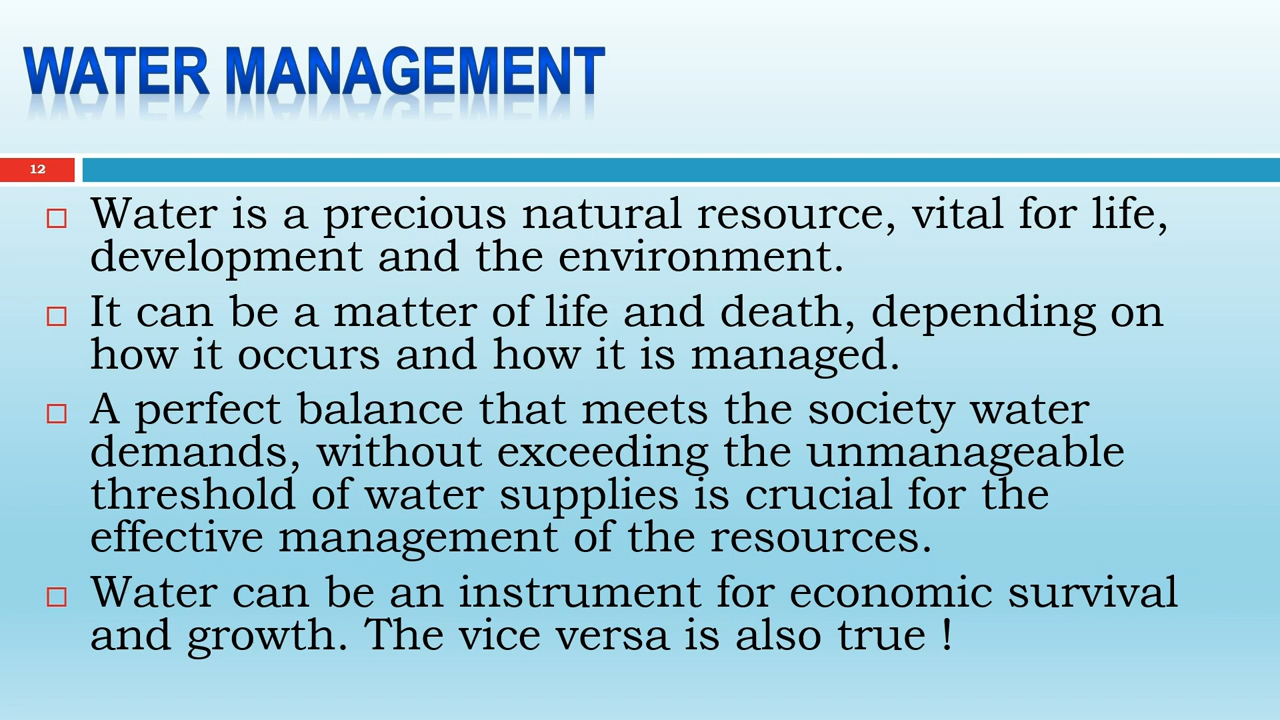 WATER MANAGEMENT
12
□ Water is a precious natural resource, vital for life,
development and the environment.
□ It can be a matter of life and death, depending on
how it occurs and how it is managed.
□ A perfect balance that meets the society water
demands, without exceeding the unmanageable
threshold of water supplies is crucial for the
effective management of the resources.
□ Water can be an instrument for economic survival
and growth. The vice versa is also true !